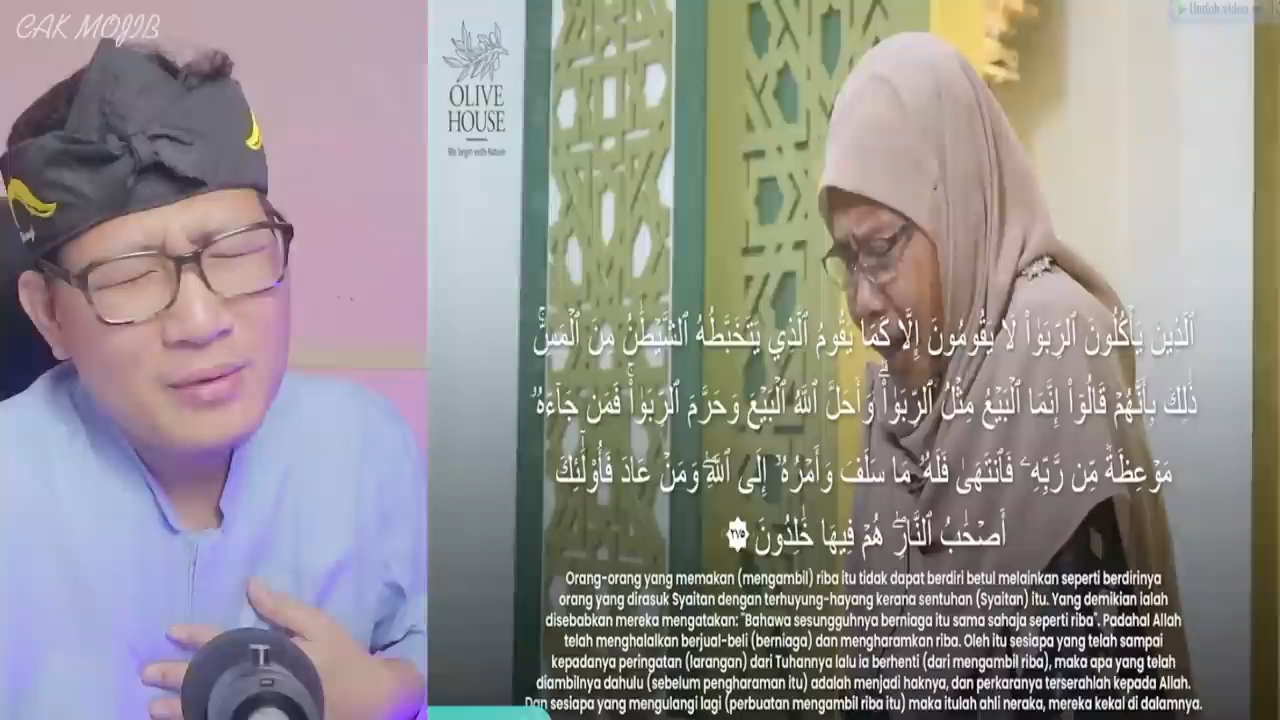 CAK MOJIB
Unduh video
OLIVE
HOUSE
We begin with Nature
ٱلَّذِينَ يَأۡكُلُونَ ٱلرِّبَوٰاْ لَا يَقُومُونَ إِلَّا كَمَا يَقُومُ ٱلَّذِي يَتَخَبَّطُهُ ٱلشَّيۡطَٰنُ مِنَ ٱلۡمَسِّۚ
ذَٰلِكَ بِأَنَّهُمۡ قَالُوٓاْ إِنَّمَا ٱلۡبَيۡعُ مِثۡلُ ٱلرِّبَوٰاْۗ وَأَحَلَّ ٱللَّهُ ٱلۡبَيۡعَ وَحَرَّمَ ٱلرِّبَوٰاْۚ فَمَن جَآءَهُۥ
مَوۡعِظَةٞ مِّن رَّبِّهِۦ فَٱنتَهَىٰ فَلَهُۥ مَا سَلَفَ وَأَمۡرُهُۥٓ إِلَى ٱللَّهِۖ وَمَنۡ عَادَ فَأُوْلَٰٓئِكَ
أَصۡحَٰبُ ٱلنَّارِۖ هُمۡ فِيهَا خَٰلِدُونَ ٢٧٥
Orang-orang yang memakan (mengambil) riba itu tidak dapat berdiri betul melainkan seperti berdirinya
orang yang dirasuk Syaitan dengan terhuyung-hayang kerana sentuhan (Syaitan) itu. Yang demikian ialah
disebabkan mereka mengatakan: "Bahawa sesungguhnya berniaga itu sama sahaja seperti riba". Padahal Allah
telah menghalalkan berjual-beli (berniaga) dan mengharamkan riba. Oleh itu sesiapa yang telah sampai
kepadanya peringatan (larangan) dari Tuhannya lalu ia berhenti (dari mengambil riba), maka apa yang telah
diambilnya dahulu (sebelum pengharaman itu) adalah menjadi haknya, dan perkaranya terserahlah kepada Allah.
Dan sesiapa yang mengulangi lagi (perbuatan mengambil riba itu) maka itulah ahli neraka, mereka kekal di dalamnya.